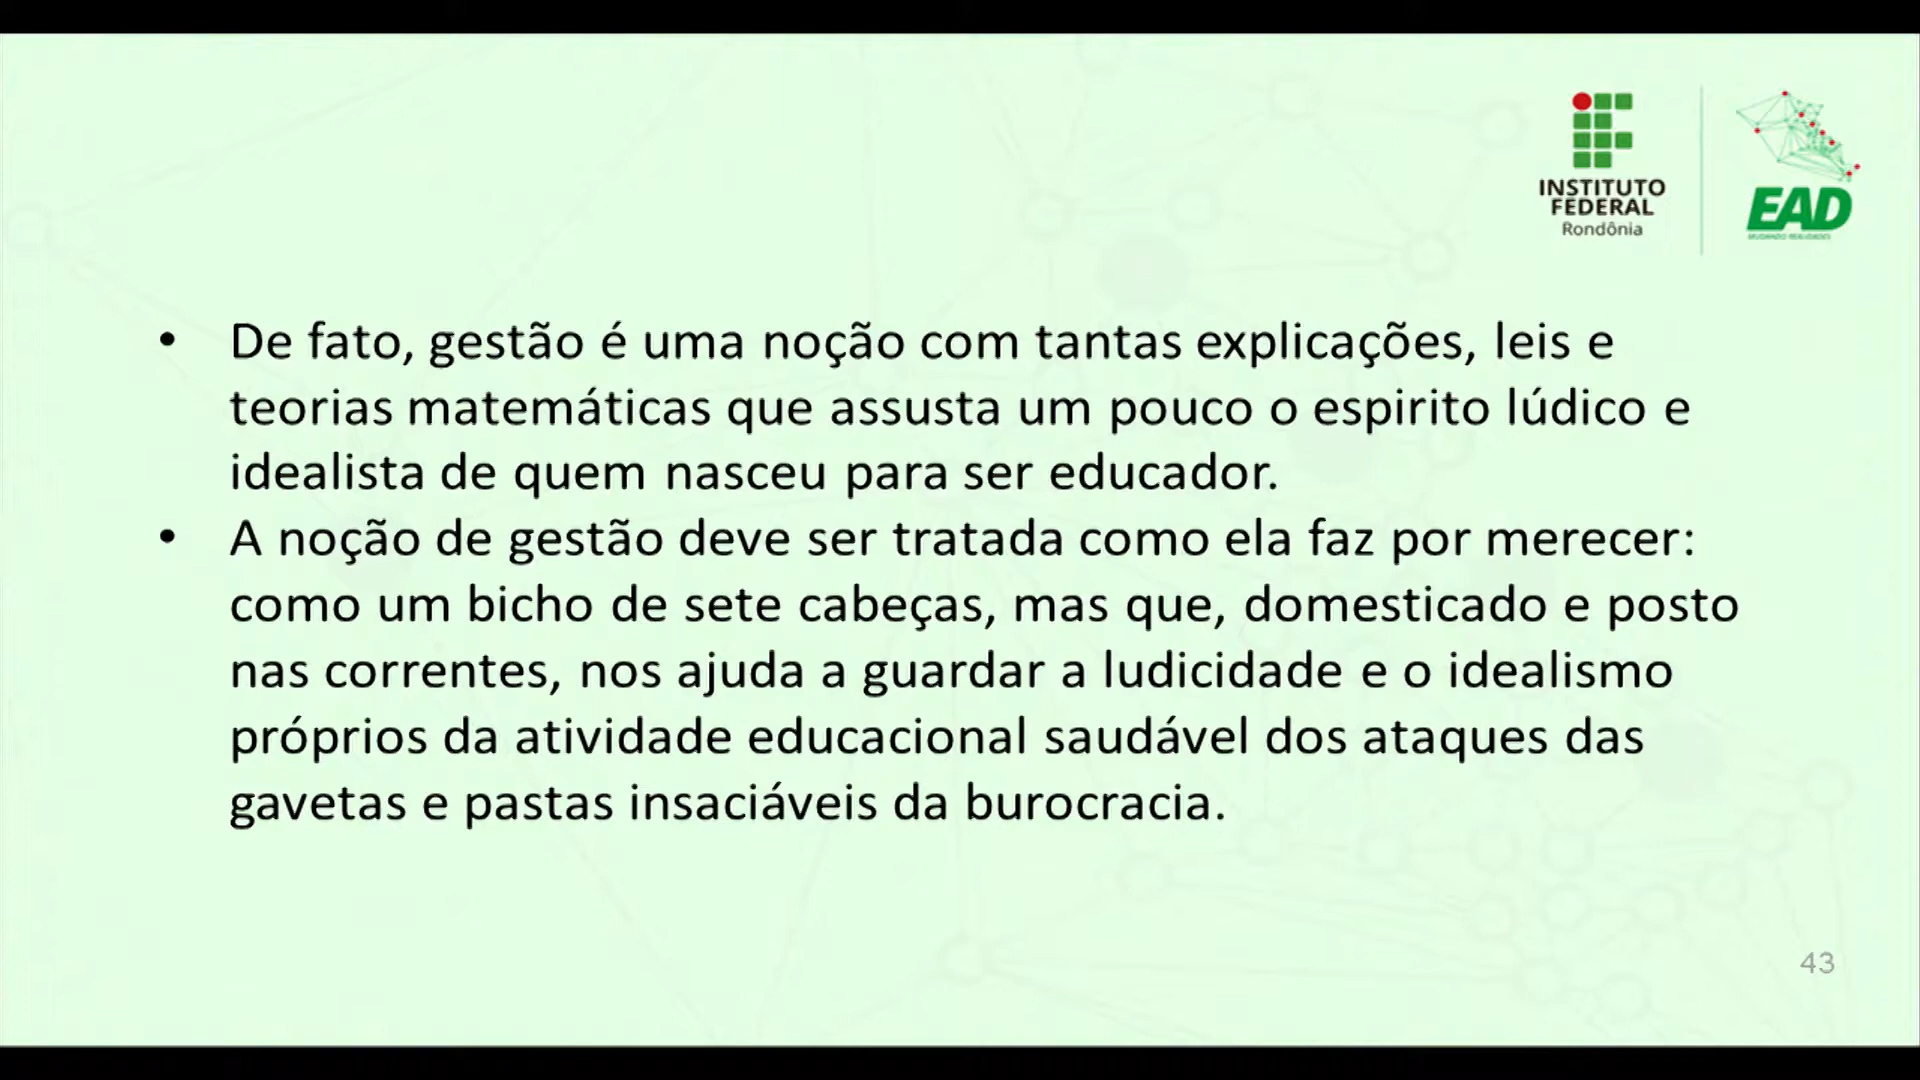 INSTITUTO
FEDERAL
Rondônia
EAD
• De fato, gestão é uma noção com tantas explicações, leis e
teorias matemáticas que assusta um pouco o espirito lúdico e
idealista de quem nasceu para ser educador.
• A noção de gestão deve ser tratada como ela faz por merecer:
como um bicho de sete cabeças, mas que, domesticado e posto
nas correntes, nos ajuda a guardar a ludicidade e o idealismo
próprios da atividade educacional saudável dos ataques das
gavetas e pastas insaciáveis da burocracia.
43